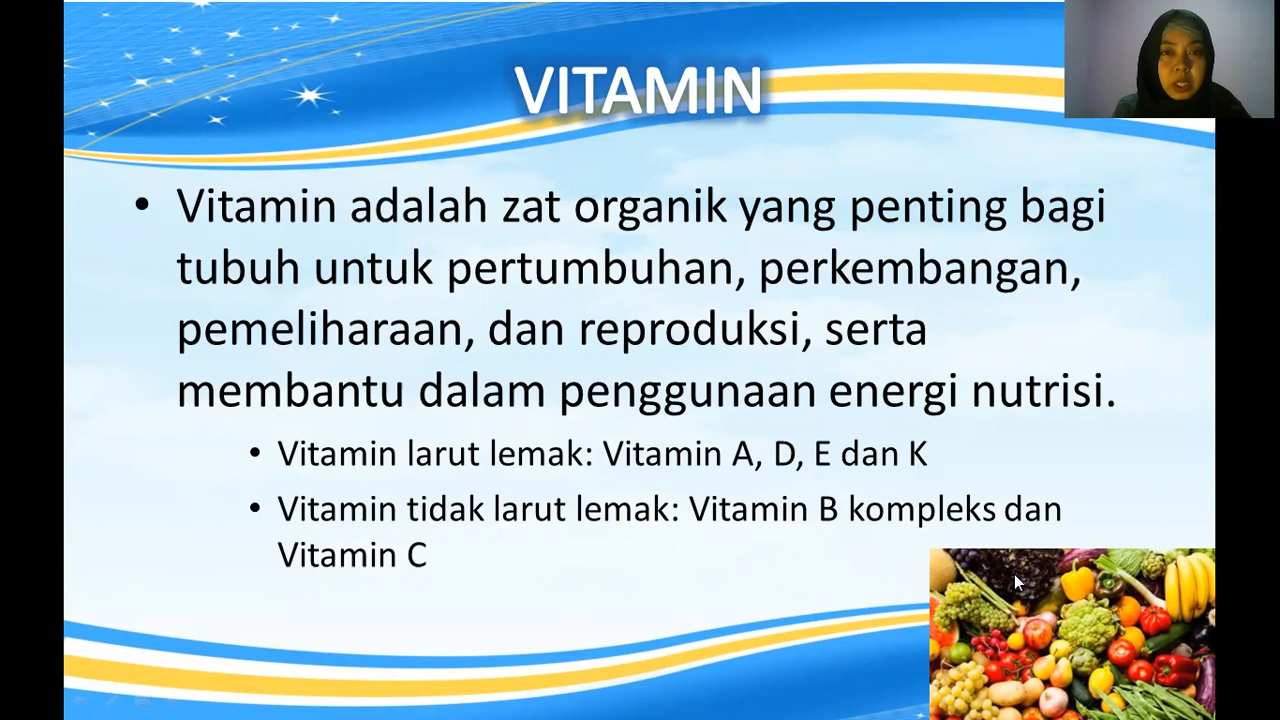 VITAMIN
• Vitamin adalah zat organik yang penting bagi
tubuh untuk pertumbuhan, perkembangan,
pemeliharaan, dan reproduksi, serta
membantu dalam penggunaan energi nutrisi.
• Vitamin larut lemak: Vitamin A, D, E dan K
• Vitamin tidak larut lemak: Vitamin B kompleks dan
Vitamin C